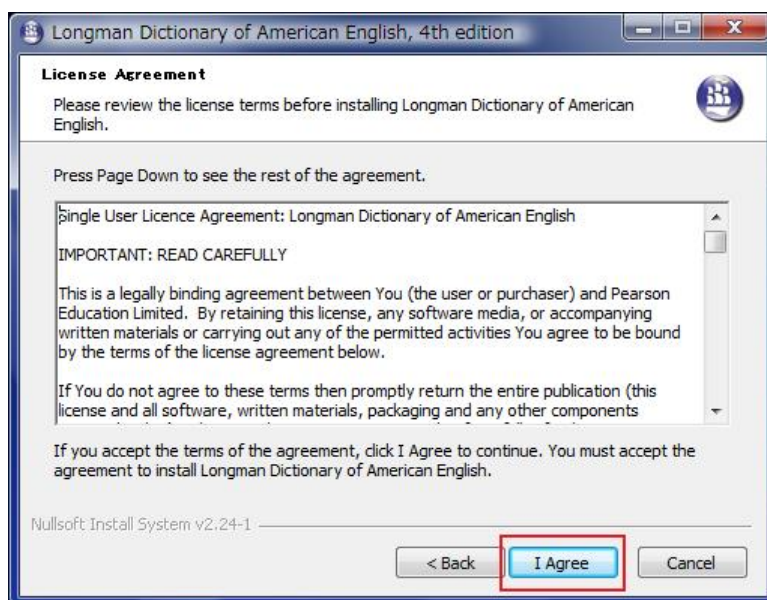 Longman Dictionary of American English, 4th edition
License Agreement
Please review the license terms before installing Longman Dictionary of American
English.
Press Page Down to see the rest of the agreement.
Single User Licence Agreement: Longman Dictionary of American English
IMPORTANT: READ CAREFULLY
This is a legally binding agreement between You (the user or purchaser) and Pearson
Education Limited. By retaining this license, any software media, or accompanying
written materials or carrying out any of the permitted activities You agree to be bound
by the terms of the license agreement below.
If You do not agree to these terms then promptly return the entire publication (this
license and all software, written materials, packaging and any other components
If you accept the terms of the agreement, click I Agree to continue. You must accept the
agreement to install Longman Dictionary of American English.
Nullsoft Install System v2.24-1
< Back
I Agree
Cancel